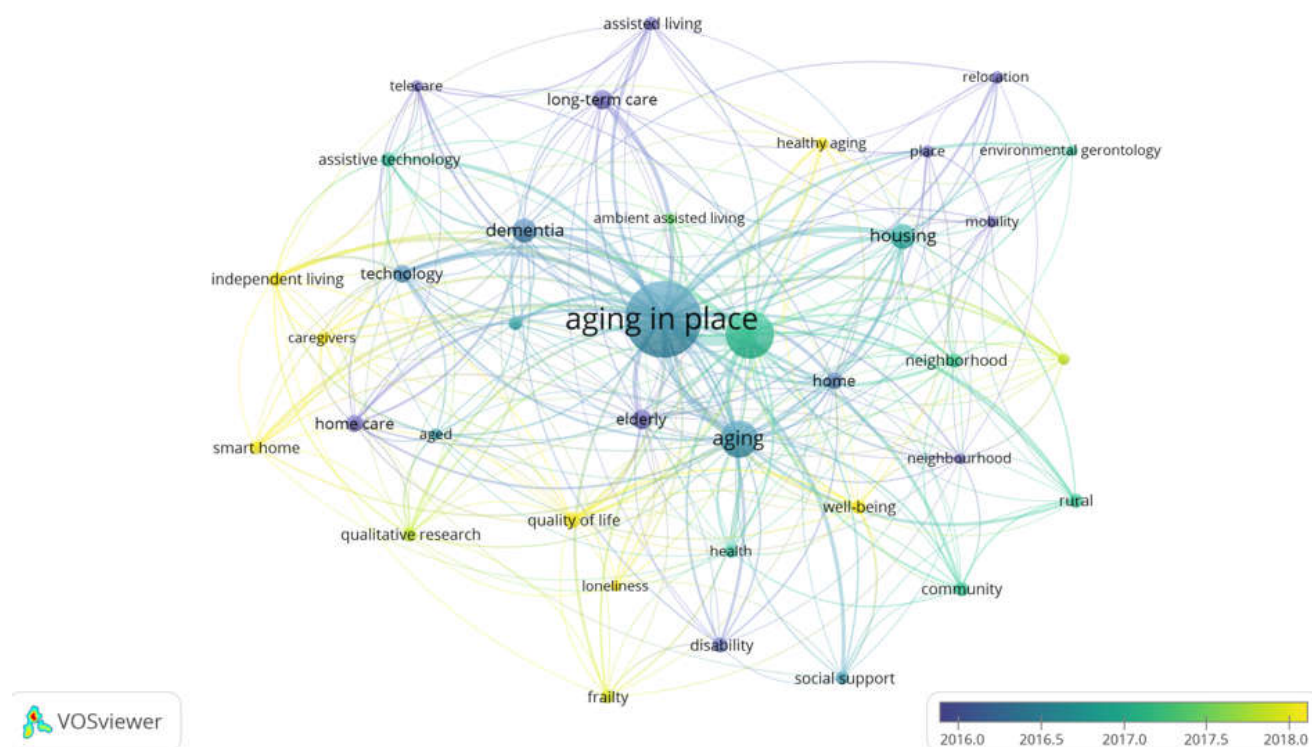 assisted living
relocation
telecare
long-term care
healthy aging
place
environmental gerontology
assistive technology
ambient assisted living
mobility
dementia
housing
independent living
technology
aging in place
caregivers
neighborhood
home
home care
elderly
aged
aging
smart home
neighbourhood
well-being
rural
quality of life
qualitative research
health
loneliness
community
disability
social support
frailty
VOSviewer
2016.0 2016.5 2017.0 2017.5 2018.0